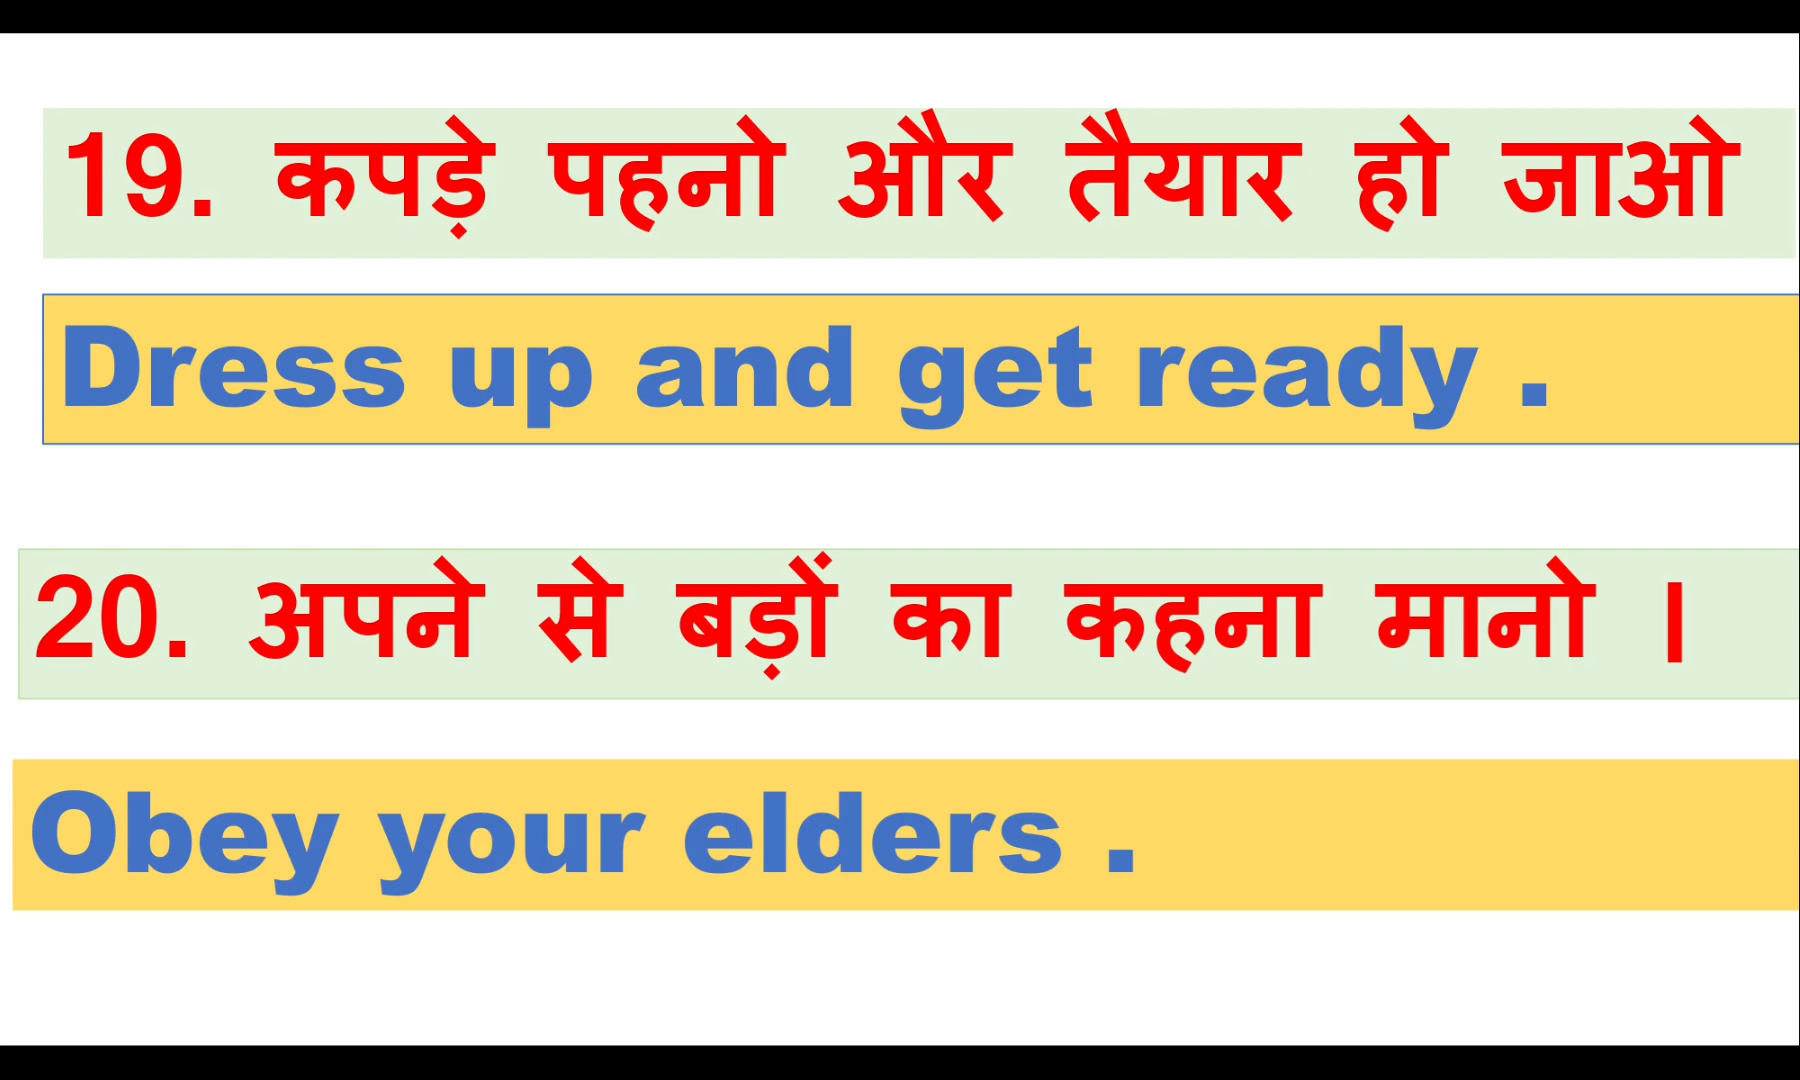 19. कपड़े पहनो और तैयार हो जाओ
Dress up and get ready .
20. अपने से बड़ों का कहना मानो ।
Obey your elders .